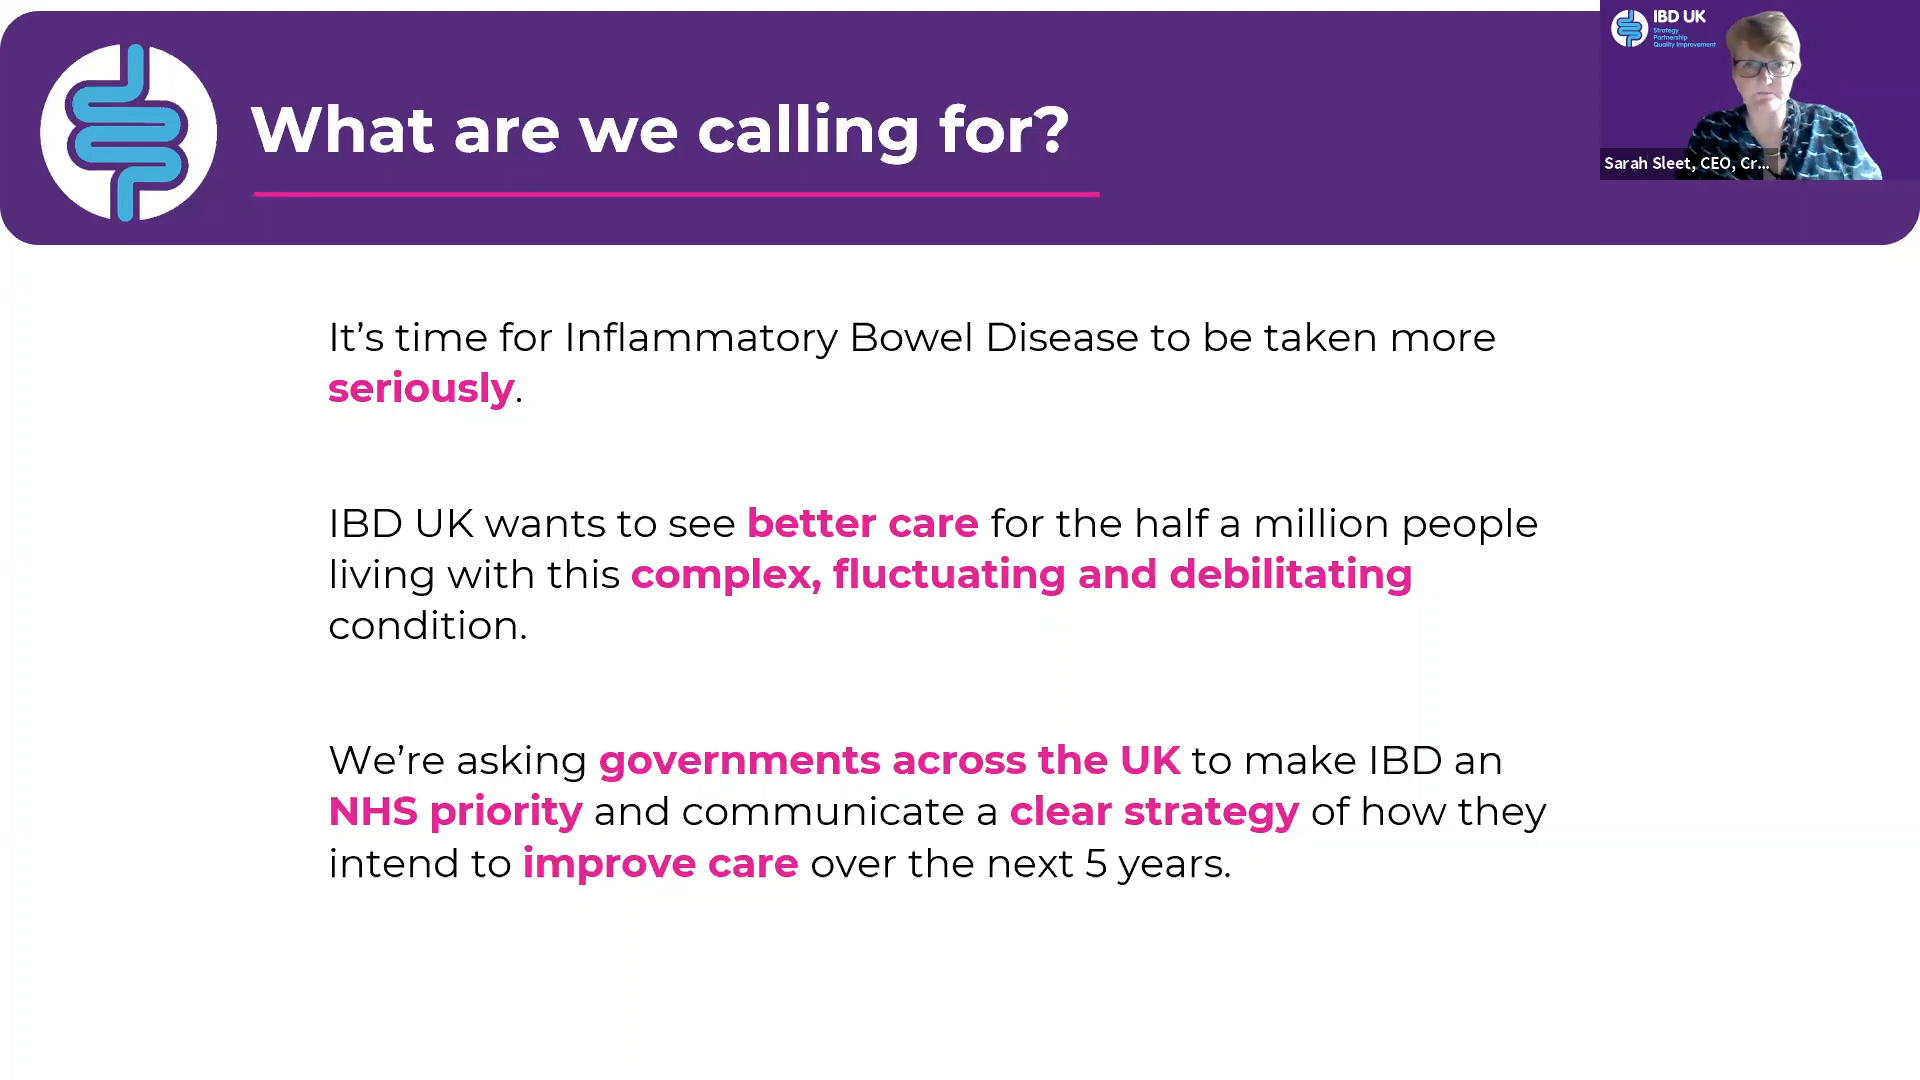 IBD UK
Strategy
Partnership
Quality Improvement
Sarah Sleet, CEO, Cr...
What are we calling for?
It’s time for Inflammatory Bowel Disease to be taken more
seriously.
IBD UK wants to see better care for the half a million people
living with this complex, fluctuating and debilitating
condition.
We’re asking governments across the UK to make IBD an
NHS priority and communicate a clear strategy of how they
intend to improve care over the next 5 years.